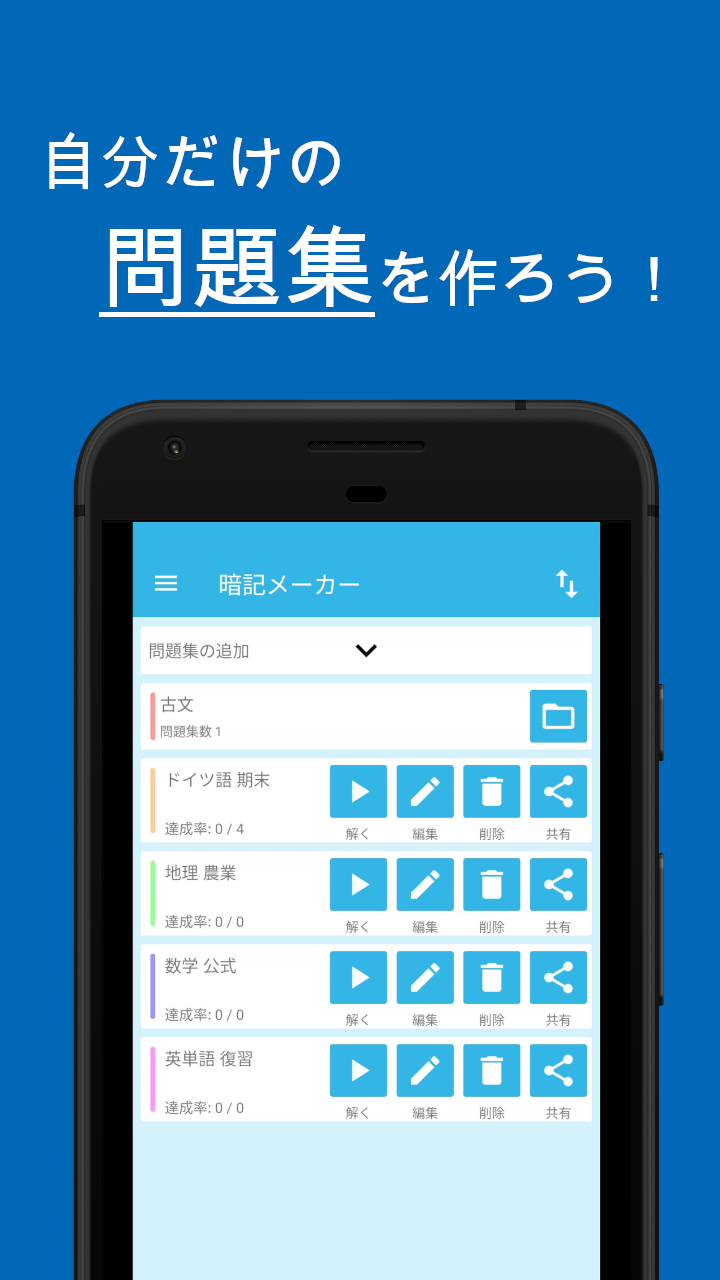 自分だけの
問題集を作ろう！
暗記メーカー
問題集の追加
古文
問題集数 1
ドイツ語 期末
達成率: 0 / 4
解く 編集 削除 共有
地理 農業
達成率: 0 / 0
解く 編集 削除 共有
数学 公式
達成率: 0 / 0
解く 編集 削除 共有
英単語 復習
達成率: 0 / 0
解く 編集 削除 共有